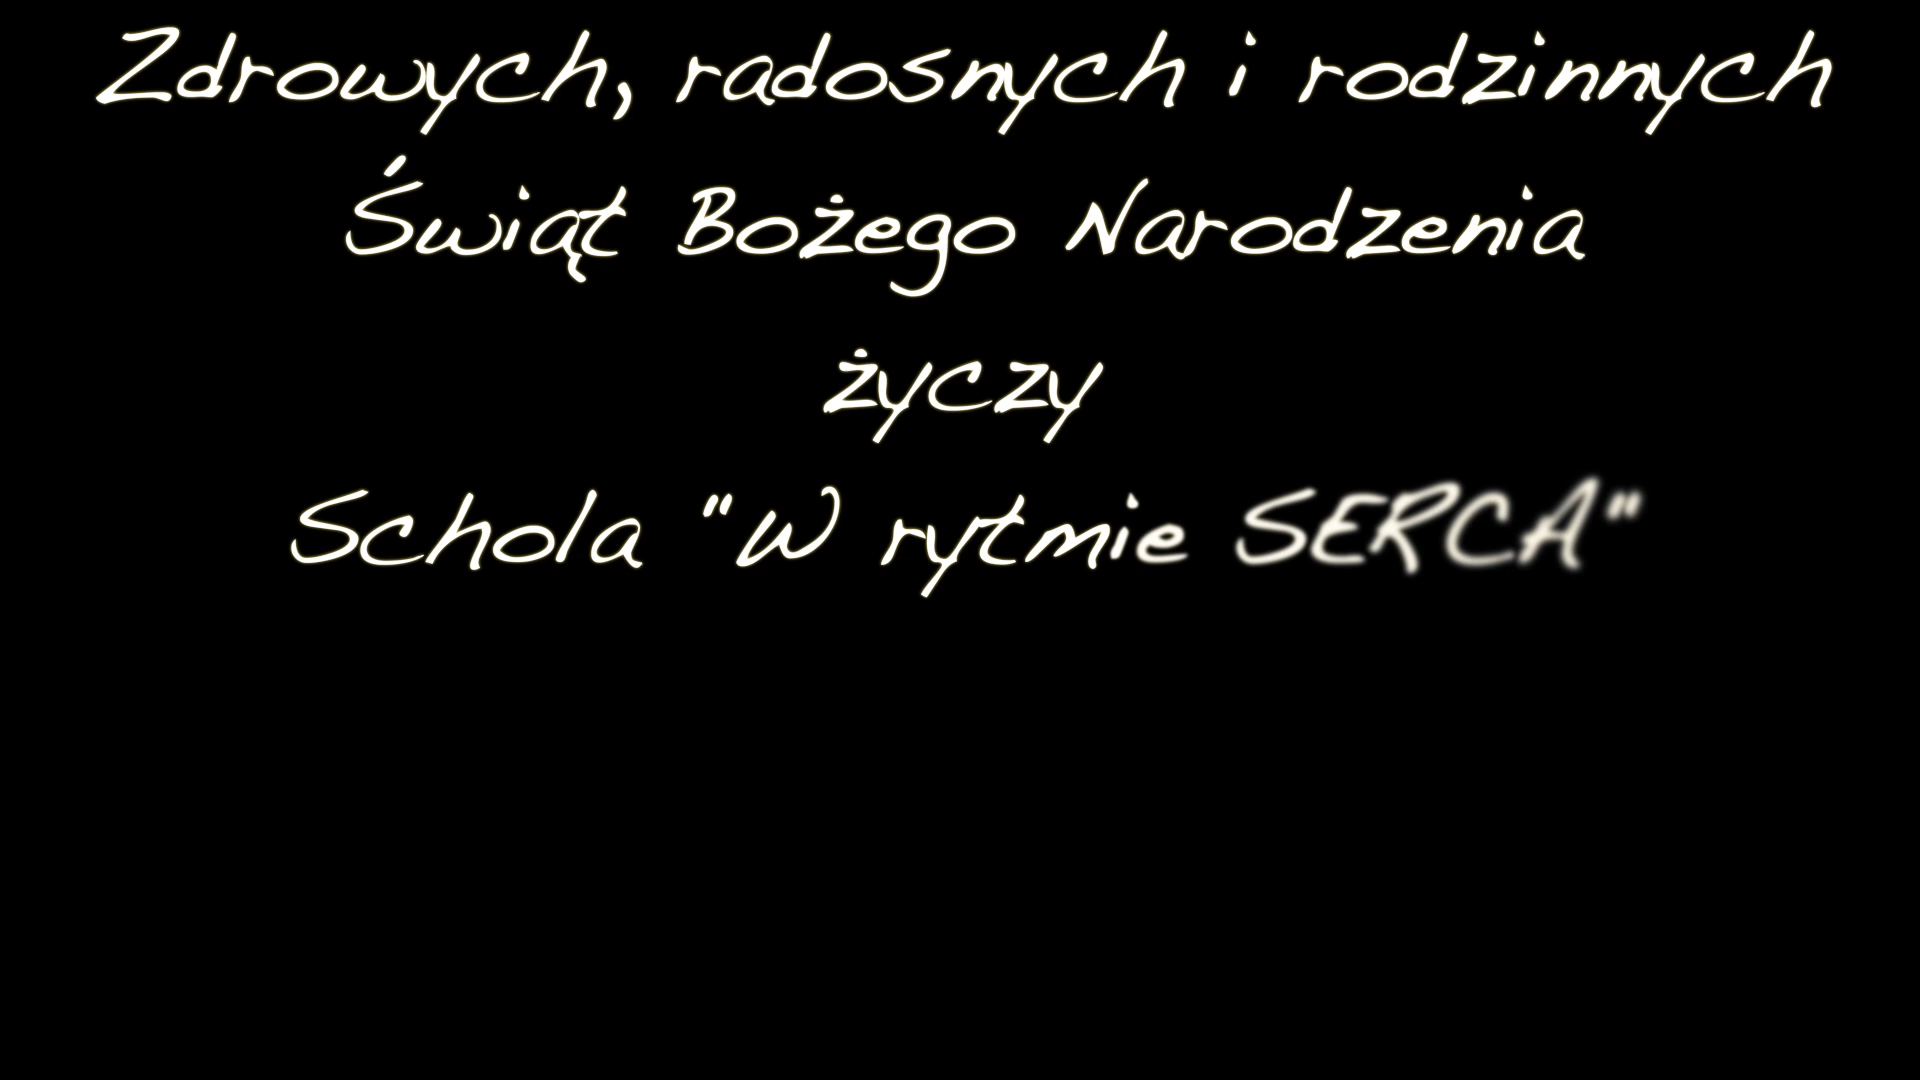 Zdrowych, radosnych i rodzinnych
Świąt Bożego Narodzenia
życzy
Schola "W rytmie SERCA"